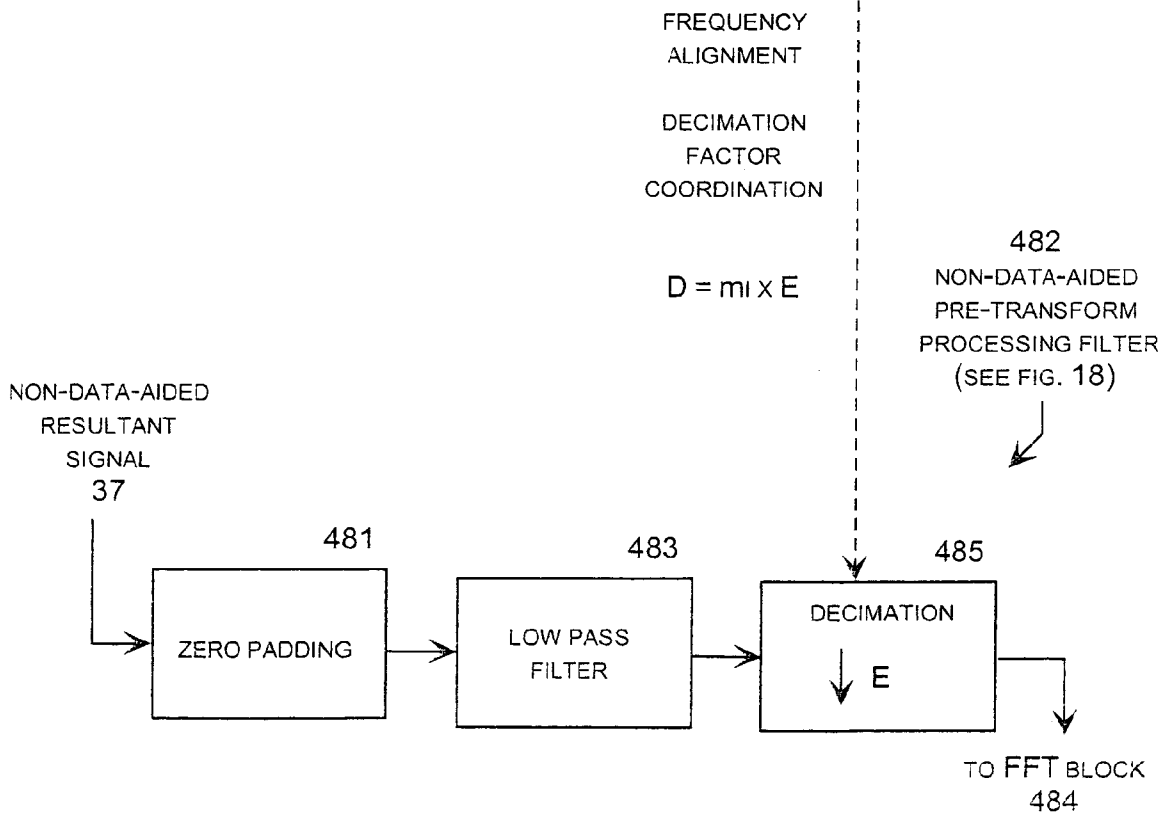 FREQUENCY
ALIGNMENT
DECIMATION
FACTOR
COORDINATION
D = mı x E
482
NON-DATA-AIDED
PRE-TRANSFORM
PROCESSING FILTER
(SEE FIG. 18)
NON-DATA-AIDED
RESULTANT
SIGNAL
37
481
ZERO PADDING
483
LOW PASS
FILTER
485
DECIMATION
E
TO FFT BLOCK
484